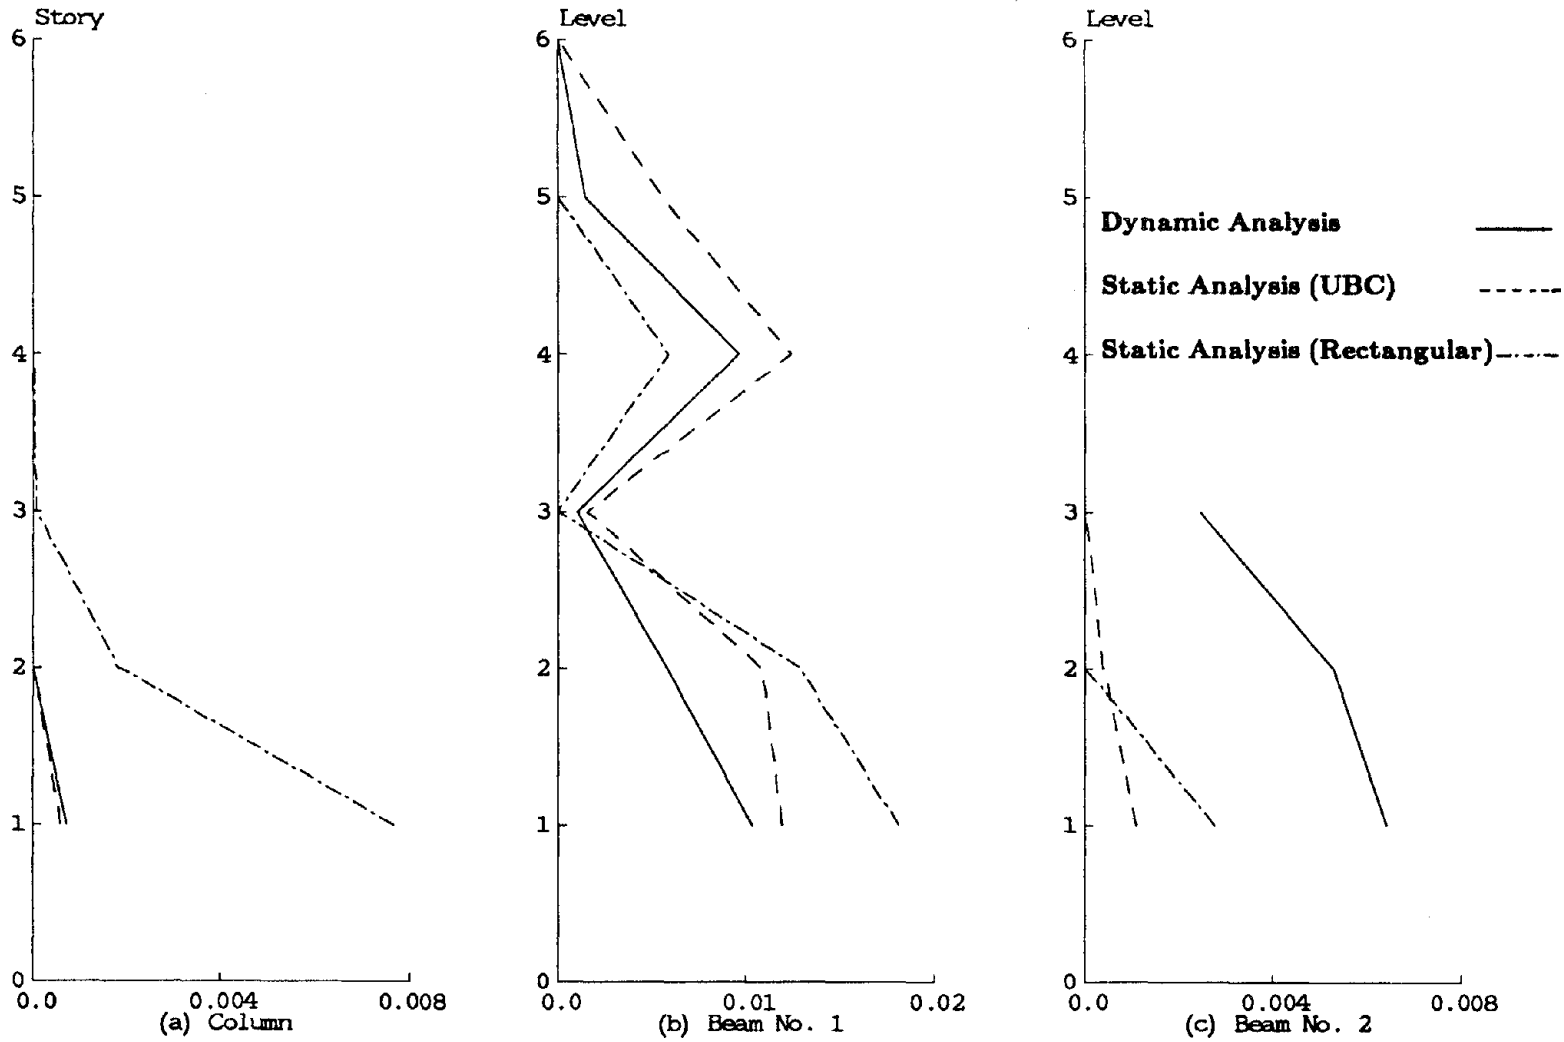 Story
6
5
4
3
2
1
0
0.0 0.004 0.008
(a) Column
Level
6
5
4
3
2
1
0
0.0 0.01 0.02
(b) Beam No. 1
Level
6
5
4
3
2
1
0
0.0 0.004 0.008
(c) Beam No. 2
Dynamic Analysis
Static Analysis (UBC)
Static Analysis (Rectangular)